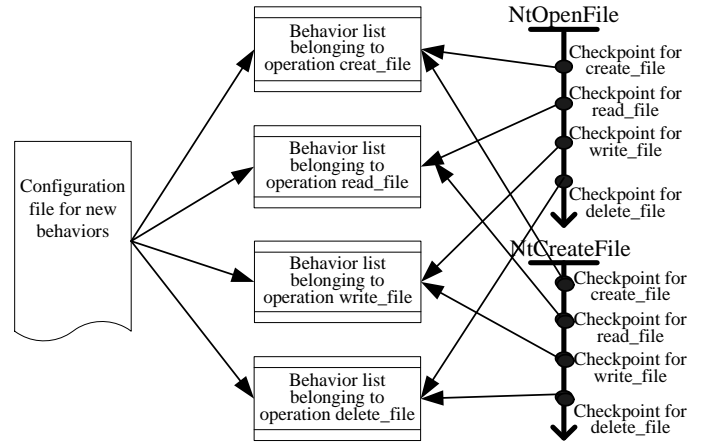 Configuration
file for new
behaviors
Behavior list
belonging to
operation creat_file
Behavior list
belonging to
operation read_file
Behavior list
belonging to
operation write_file
Behavior list
belonging to
operation delete_file
NtOpenFile
Checkpoint for
create_file
Checkpoint for
read_file
Checkpoint for
write_file
Checkpoint for
delete_file
NtCreateFile
Checkpoint for
create_file
Checkpoint for
read_file
Checkpoint for
write_file
Checkpoint for
delete_file